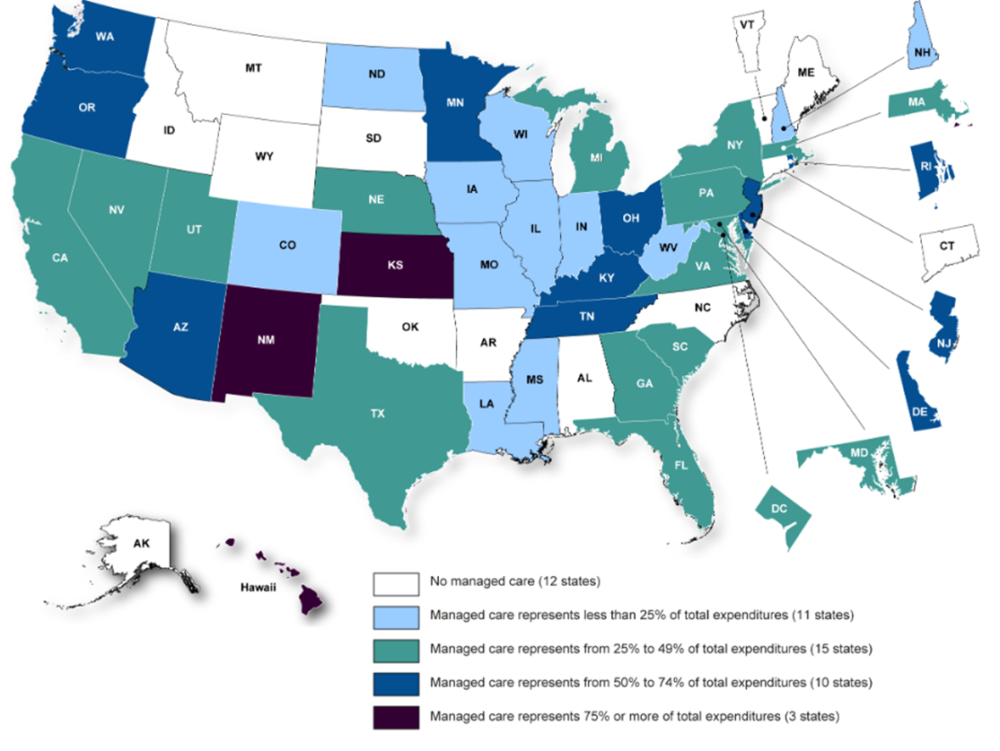 WA
MT
ND
MN
VT
ME
NH
OR
ID
SD
WI
MI
NY
MA
WY
IA
NE
PA
RI
NV
UT
CO
IL
IN
OH
WV
VA
CT
CA
KS
MO
KY
AZ
NM
OK
TN
NC
NJ
AR
SC
MS
AL
GA
DE
TX
LA
FL
MD
DC
AK
Hawaii
No managed care (12 states)
Managed care represents less than 25% of total expenditures (11 states)
Managed care represents from 25% to 49% of total expenditures (15 states)
Managed care represents from 50% to 74% of total expenditures (10 states)
Managed care represents 75% or more of total expenditures (3 states)